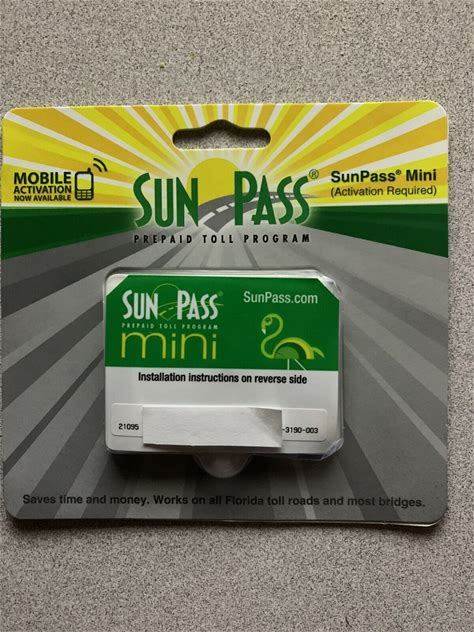 MOBILE
ACTIVATION
NOW AVAILABLE
SUN PASS®
PREPAID TOLL PROGRAM
SunPass® Mini
(Activation Required)
SUN PASS
PREPAID TOLL PROGRAM
mini
SunPass.com
Installation instructions on reverse side
21095
-3190-003
Saves time and money. Works on all Florida toll roads and most bridges.